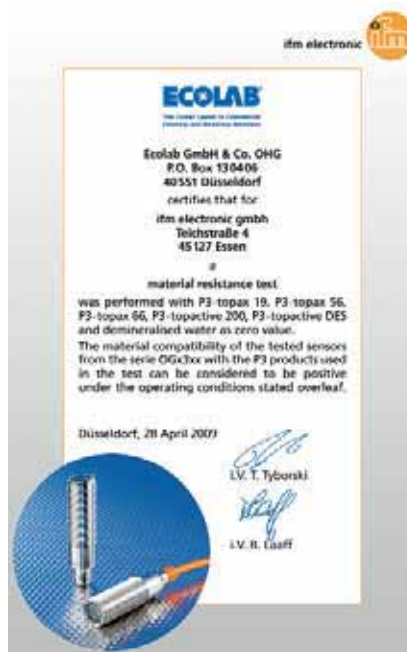 ifm electronic
ifm
ECOLAB
Ecolab GmbH & Co. OHG
P.O. Box 130406
40551 Düsseldorf
certifies that for
ifm electronic gmbh
Teichstraße 4
45127 Essen
a
material resistance test
was performed with P3-topax 19, P3-topax 56,
P3-topax 66, P3-topactive 200, P3-topactive DES
and demineralised water as zero value.
The material compatibility of the tested sensors
from the serie OGx3xx with the P3 products used
in the test can be considered to be positive
under the operating conditions stated overleaf.
Düsseldorf, 28 April 2009
i.V. T. Tyborski
i.V. R. Laaff